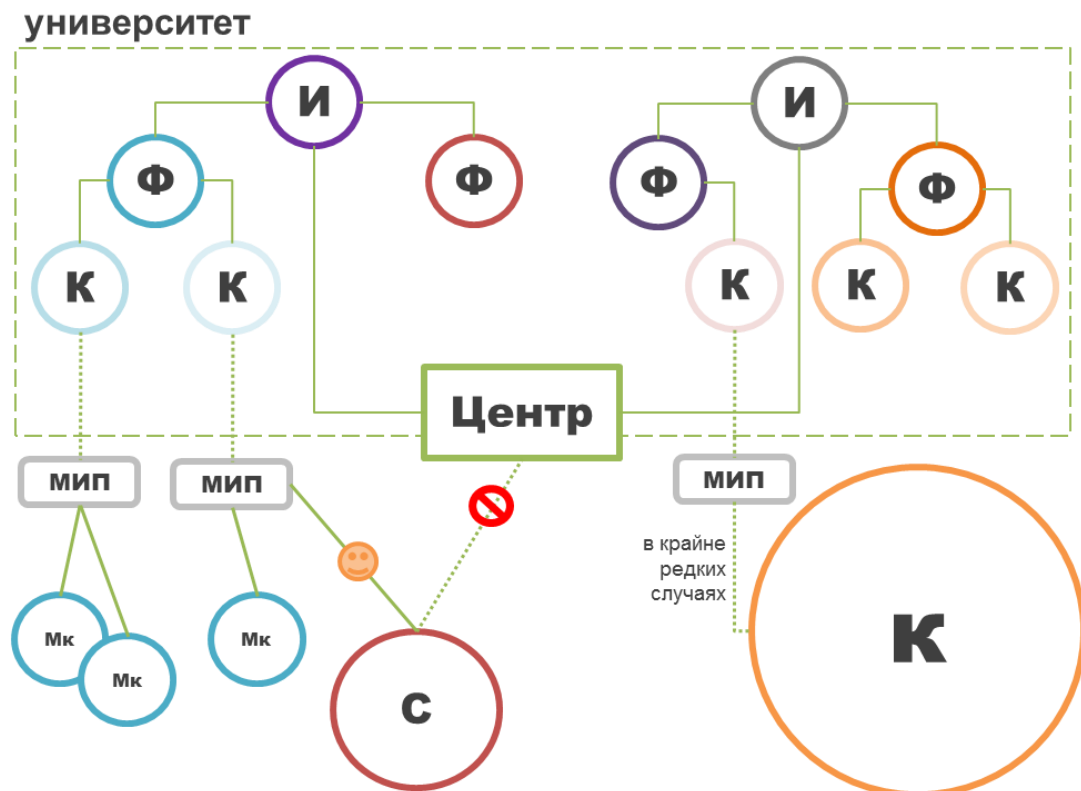 университет
И
И
Ф
Ф
Ф
Ф
К
К
К
К
К
Центр
МИП
МИП
МИП
в крайне
редких
случаях
Мк
Мк
Мк
С
К